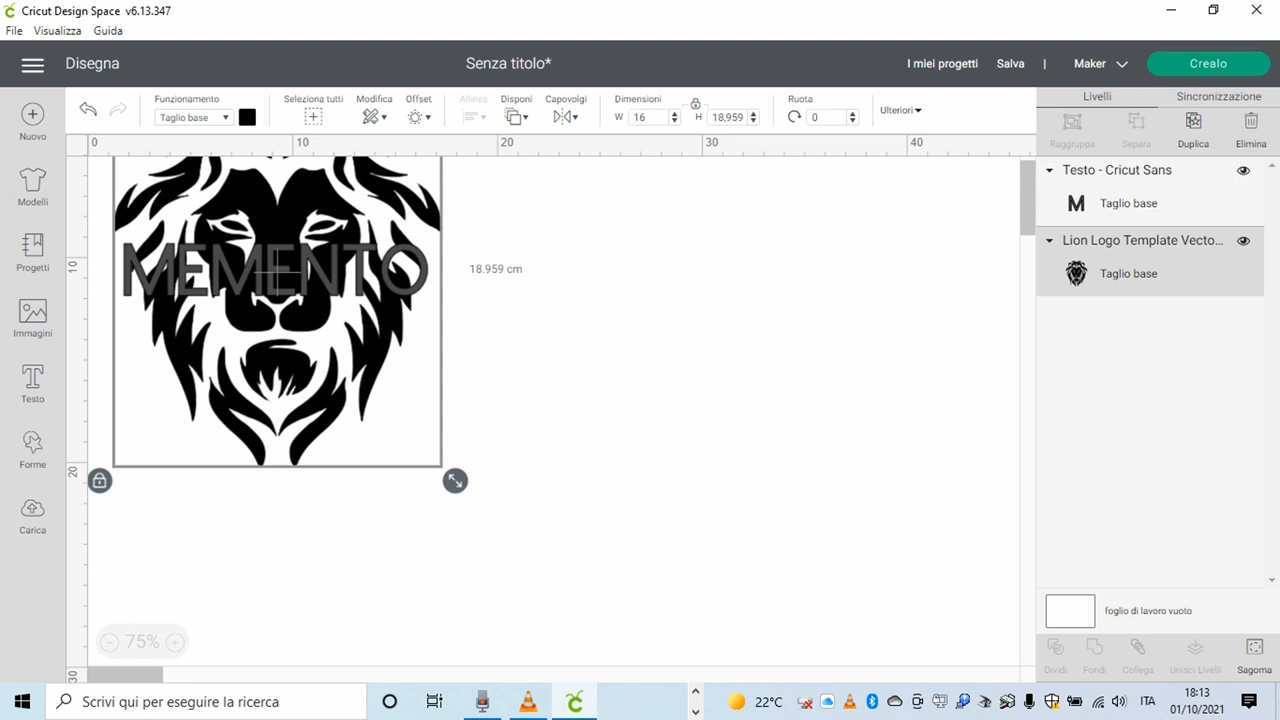 Cricut Design Space v6.13.347
File Visualizza Guida
Disegna
Senza titolo*
I miei progetti Salva | Maker Crealo
Funzionamento Seleziona tutti Modifica Offset Allinea Disponi Capovolgi Dimensioni Ruota
Taglio base W 16 H 18,959 0 Ulteriori
Livelli Sincronizzazione
Raggruppa Separa Duplica Elimina
0 10 20 30 40
10
20
30
Nuovo
Modelli
Progetti
Immagini
Testo
Forme
Carica
MEMENTO
18.959 cm
75%
Testo - Cricut Sans
M Taglio base
Lion Logo Template Vecto...
Taglio base
foglio di lavoro vuoto
Dividi Fondi Collega Unisci Livelli Sagoma
Scrivi qui per eseguire la ricerca
22°C
ITA
18:13
01/10/2021